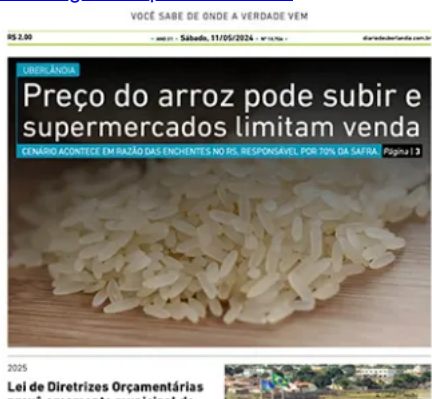 VOCÊ SABE DE ONDE A VERDADE VEM
R$ 2,00
Sábado, 11/05/2024
diariodeuberlandia.com.br
UBERLÂNDIA
Preço do arroz pode subir e
supermercados limitam venda
CENÁRIO ACONTECE EM RAZÃO DAS ENCHENTES NO RS, RESPONSÁVEL POR 70% DA SAFRA. Página | 3
2025
Lei de Diretrizes Orçamentárias